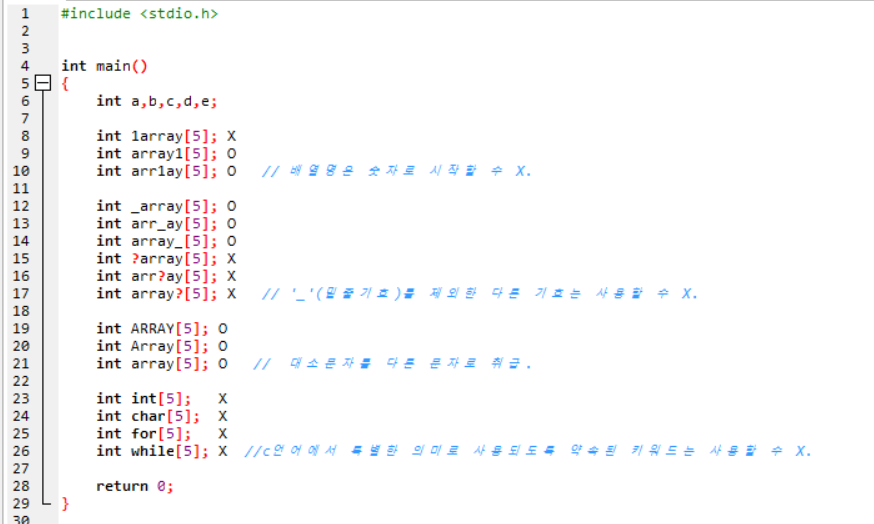 1 #include <stdio.h>
2
3
4 int main()
5 {
6 int a,b,c,d,e;
7
8 int 1array[5]; X
9 int array1[5]; O
10 int arr1ay[5]; O // 배열명은 숫자로 시작할 수 X.
11
12 int _array[5]; O
13 int arr_ay[5]; O
14 int array_[5]; O
15 int ?array[5]; X
16 int arr?ay[5]; X
17 int array?[5]; X // '_'(밑줄기호)를 제외한 다른 기호는 사용할 수 X.
18
19 int ARRAY[5]; O
20 int Array[5]; O
21 int array[5]; O // 대소문자를 다른 문자로 취급.
22
23 int int[5]; X
24 int char[5]; X
25 int for[5]; X
26 int while[5]; X //c언어에서 특별한 의미로 사용되도록 약속된 키워드는 사용할 수 X.
27
28 return 0;
29 }
30